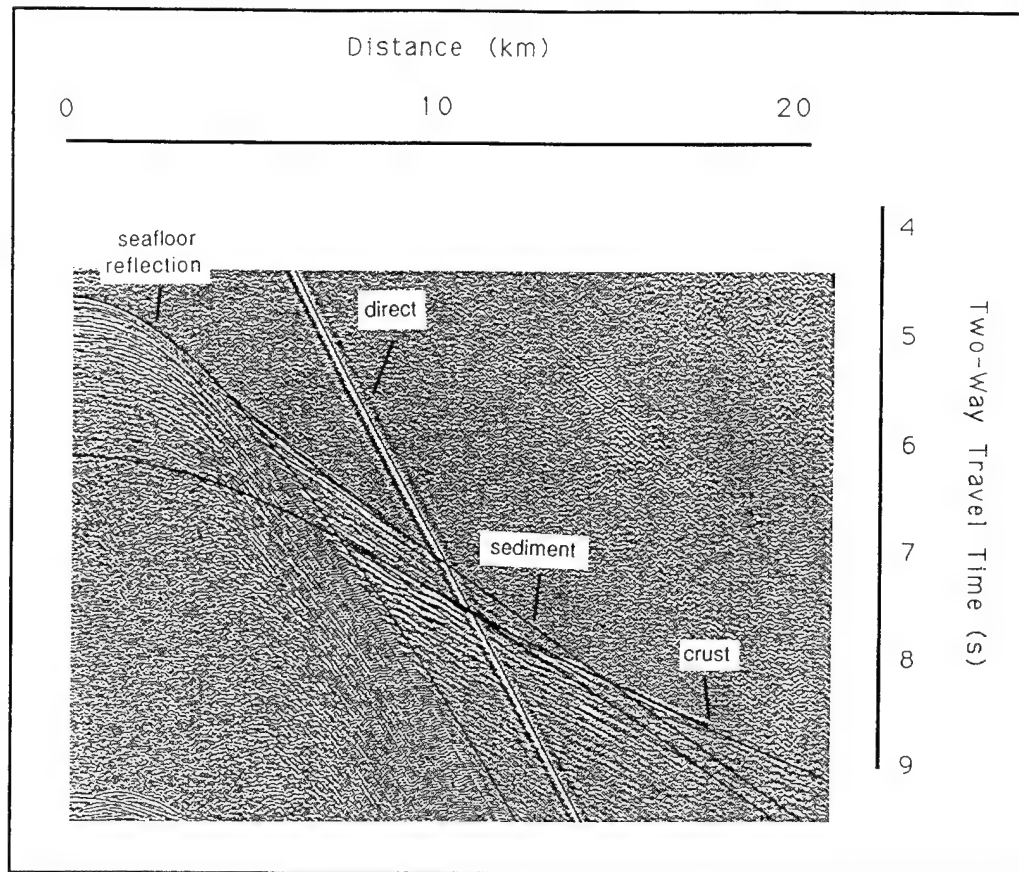 Distance (km)
0 10 20
seafloor
reflection
direct
sediment
crust
4
5
6
7
8
9
Two-Way Travel Time (s)